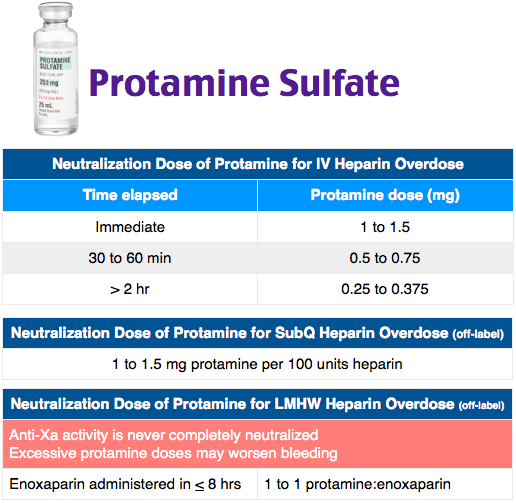 PROTAMINE
SULFATE
250 mg
25 mL
Protamine Sulfate
Neutralization Dose of Protamine for IV Heparin Overdose
Time elapsed Protamine dose (mg)
Immediate 1 to 1.5
30 to 60 min 0.5 to 0.75
> 2 hr 0.25 to 0.375
Neutralization Dose of Protamine for SubQ Heparin Overdose (off-label)
1 to 1.5 mg protamine per 100 units heparin
Neutralization Dose of Protamine for LMHW Heparin Overdose (off-label)
Anti-Xa activity is never completely neutralized
Excessive protamine doses may worsen bleeding
Enoxaparin administered in ≤ 8 hrs 1 to 1 protamine:enoxaparin